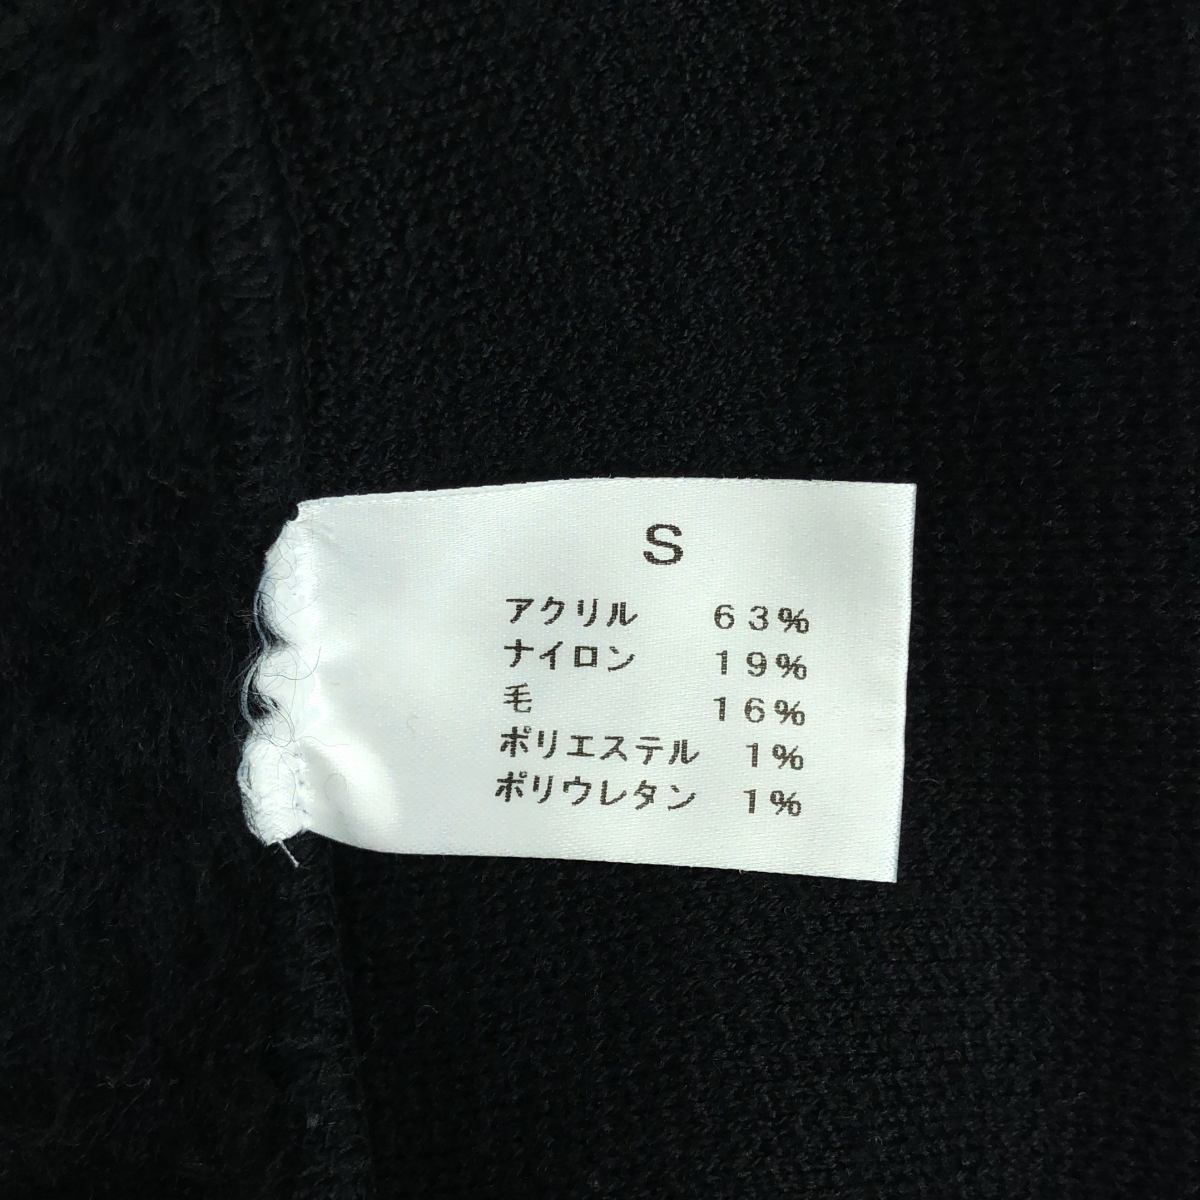 S
アクリル 63%
ナイロン 19%
毛 16%
ポリエステル 1%
ポリウレタン 1%